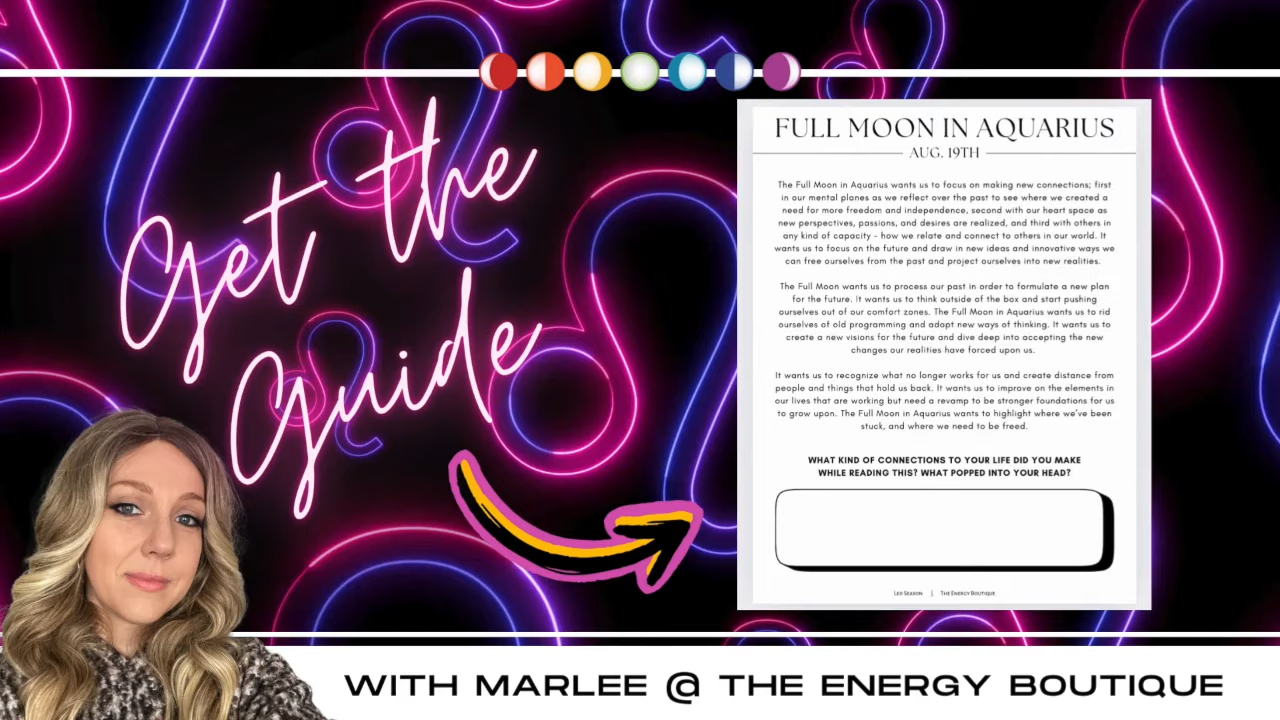 Get the
Guide
FULL MOON IN AQUARIUS
AUG. 19TH
The Full Moon in Aquarius wants us to focus on making new connections; first
in our mental planes as we reflect over the past to see where we created a
need for more freedom and independence, second with our heart space as
new perspectives, passions, and desires are realized, and third with others in
any kind of capacity - how we relate and connect to others in our world. It
wants us to focus on the future and draw in new ideas and innovative ways we
can free ourselves from the past and project ourselves into new realities.
The Full Moon wants us to process our past in order to formulate a new plan
for the future. It wants us to think outside of the box and start pushing
ourselves out of our comfort zones. The Full Moon in Aquarius wants us to rid
ourselves of old programming and adopt new ways of thinking. It wants us to
create a new visions for the future and dive deep into accepting the new
changes our realities have forced upon us.
It wants us to recognize what no longer works for us and create distance from
people and things that hold us back. It wants us to improve on the elements in
our lives that are working but need a revamp to be stronger foundations for us
to grow upon. The Full Moon in Aquarius wants to highlight where we've been
stuck, and where we need to be freed.
WHAT KIND OF CONNECTIONS TO YOUR LIFE DID YOU MAKE
WHILE READING THIS? WHAT POPPED INTO YOUR HEAD?
Leo Season | The Energy Boutique
WITH MARLEE @ THE ENERGY BOUTIQUE